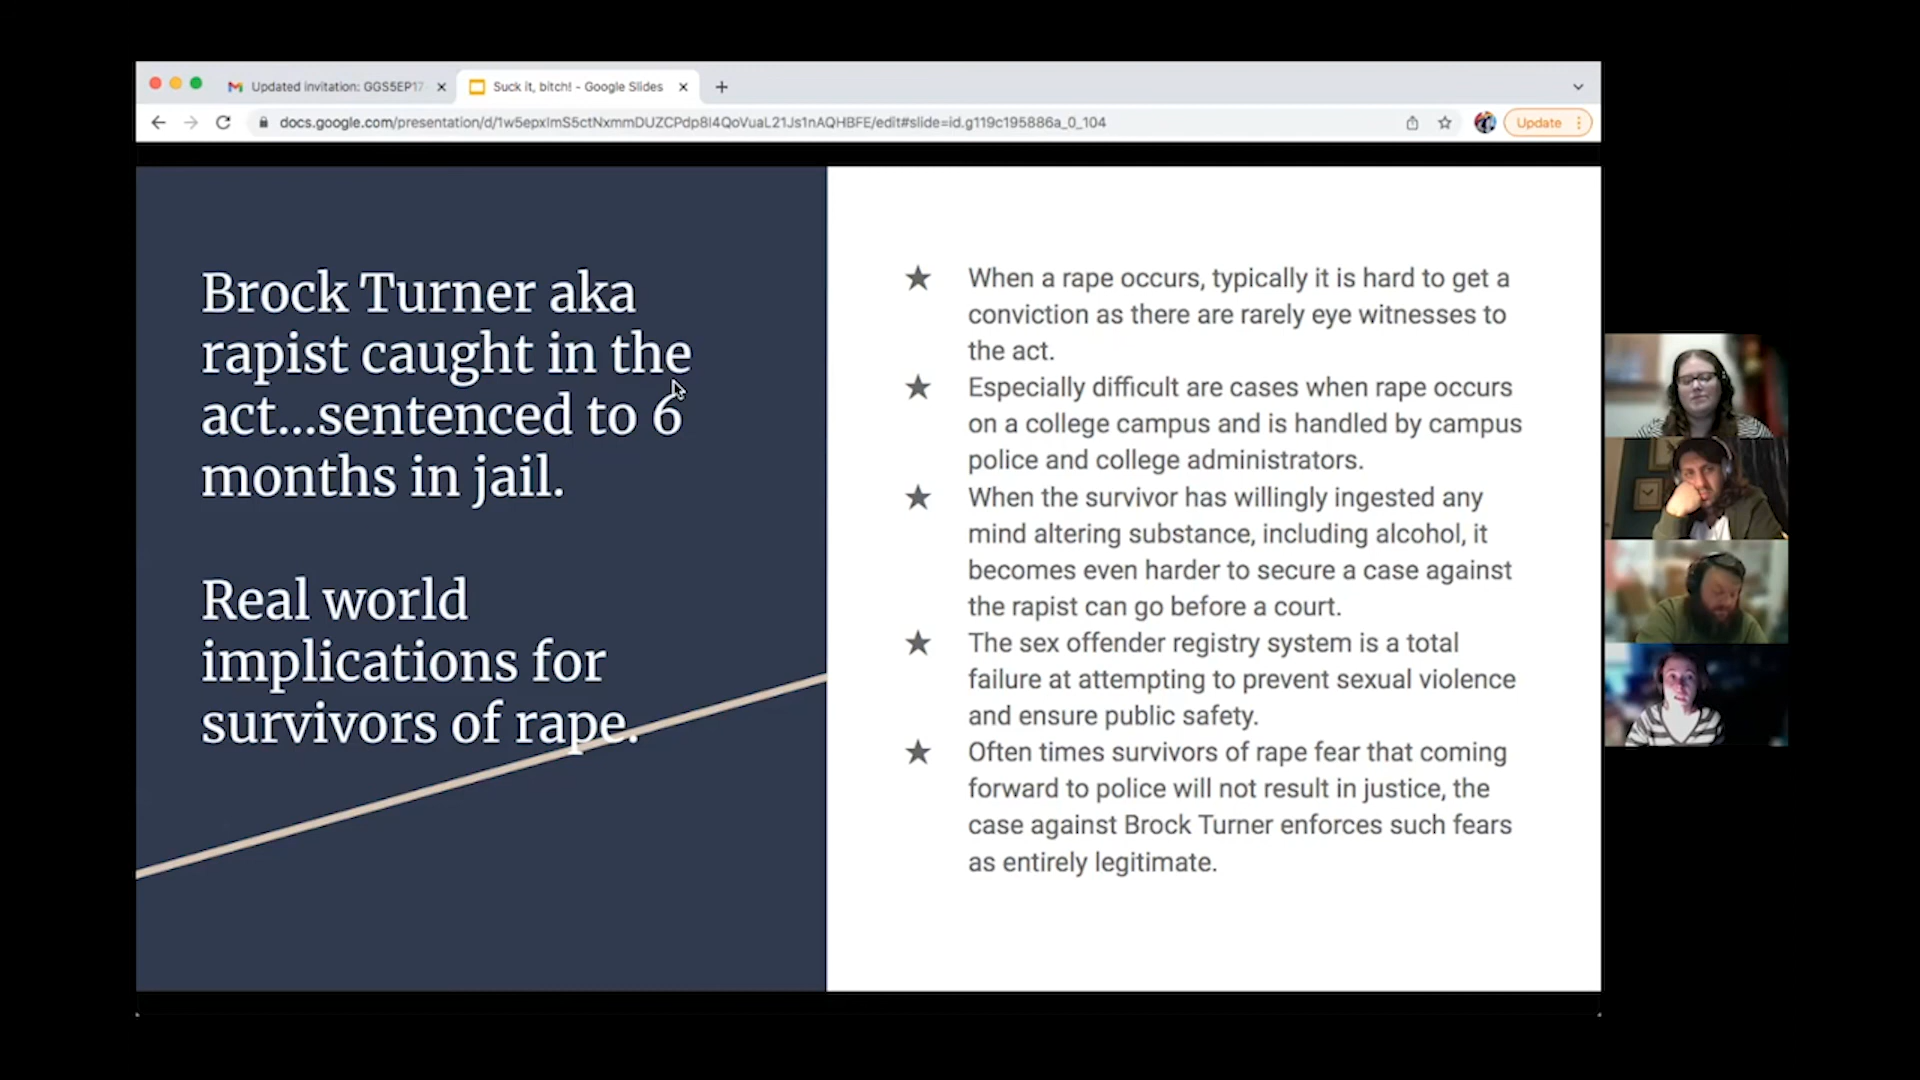 Updated invitation: GGS5EP17
Suck it, bitch! - Google Slides
docs.google.com/presentation/d/1w5epxlmS5ctNxmmDUZCPdp8I4QoVuaL21Js1nAQHBFE/edit#slide=id.g119c195886a_0_104
Update
Brock Turner aka
rapist caught in the
act...sentenced to 6
months in jail.
Real world
implications for
survivors of rape.
★ When a rape occurs, typically it is hard to get a
conviction as there are rarely eye witnesses to
the act.
★ Especially difficult are cases when rape occurs
on a college campus and is handled by campus
police and college administrators.
★ When the survivor has willingly ingested any
mind altering substance, including alcohol, it
becomes even harder to secure a case against
the rapist can go before a court.
★ The sex offender registry system is a total
failure at attempting to prevent sexual violence
and ensure public safety.
★ Often times survivors of rape fear that coming
forward to police will not result in justice, the
case against Brock Turner enforces such fears
as entirely legitimate.